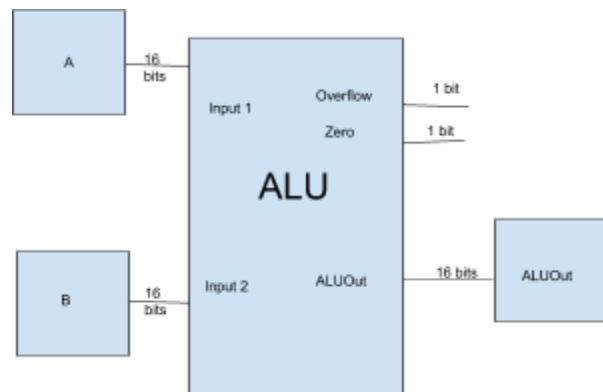 A
16
bits
Input 1
Overflow
1 bit
Zero
1 bit
ALU
B
16
bits
Input 2
ALUOut
16 bits
ALUOut